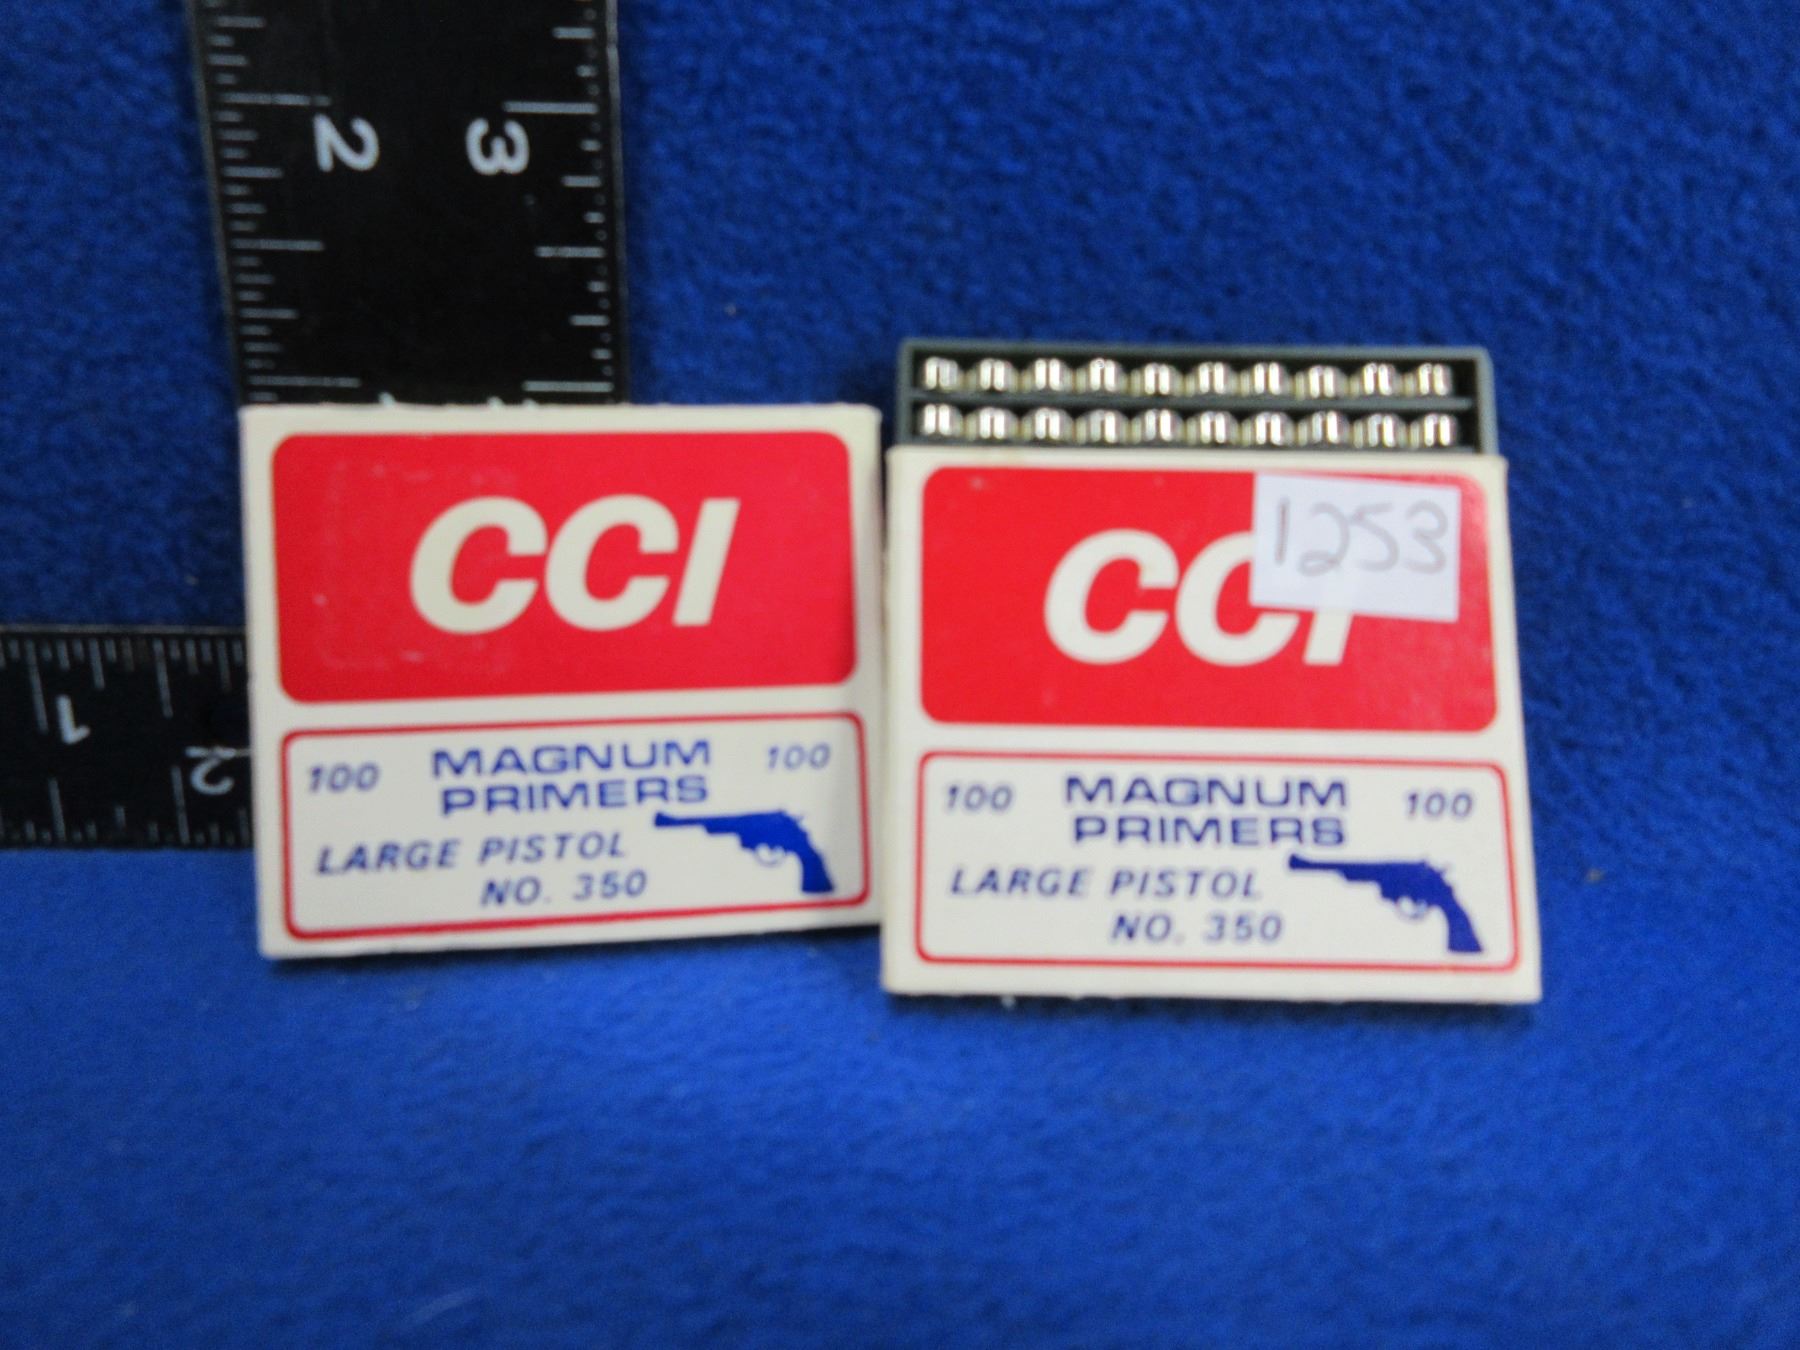 2 3
1
2
CCI
100 MAGNUM 100
PRIMERS
LARGE PISTOL
NO. 350
1253
CCI
100 MAGNUM 100
PRIMERS
LARGE PISTOL
NO. 350